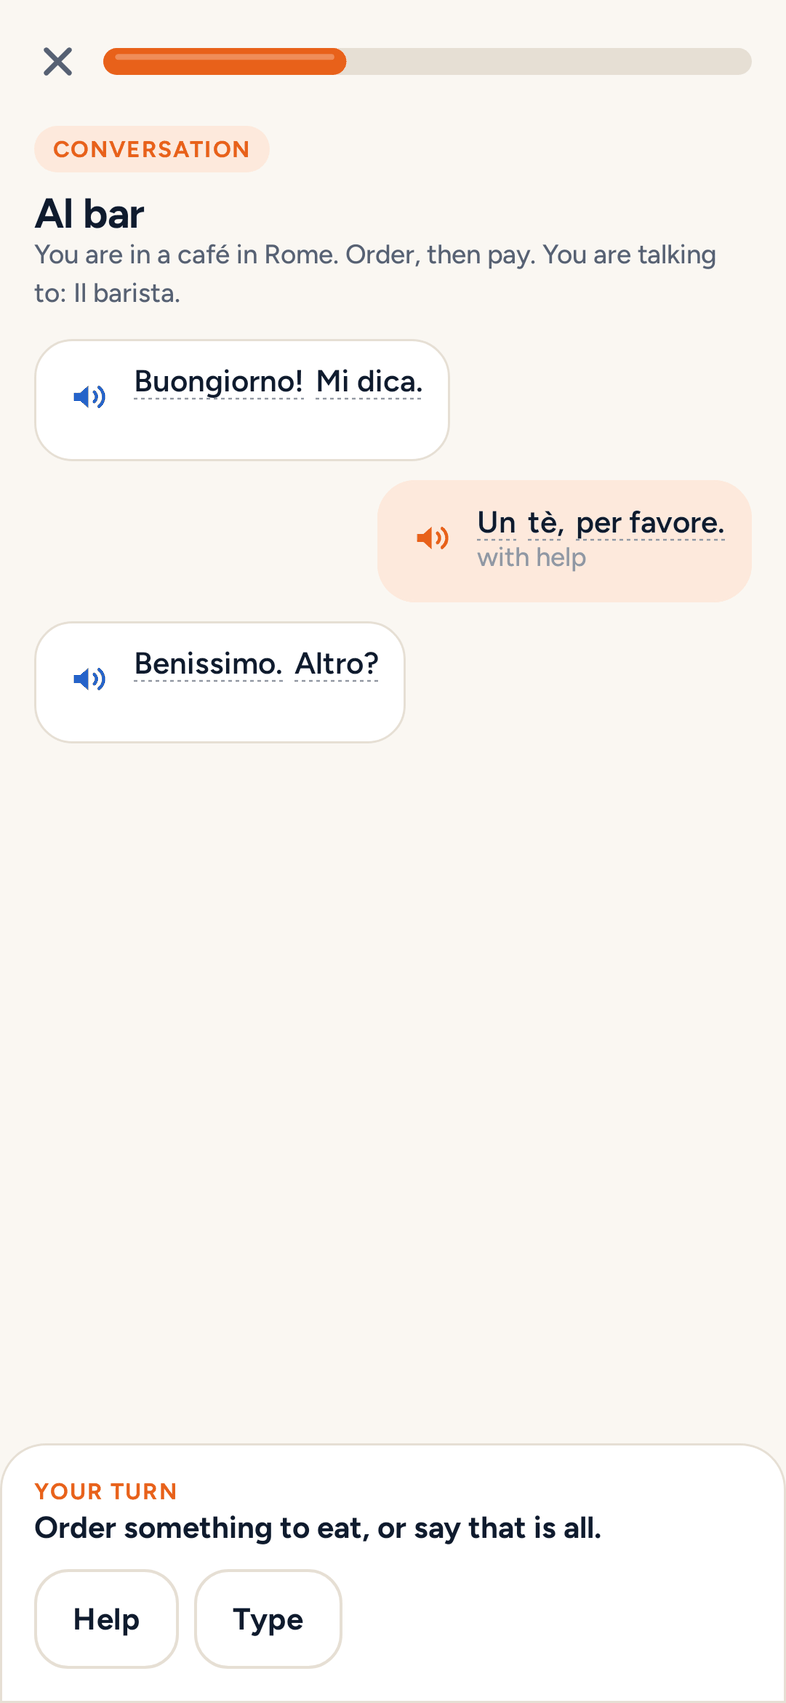 CONVERSATION
Al bar
You are in a café in Rome. Order, then pay. You are talking
to: Il barista.
Buongiorno! Mi dica.
Un tè, per favore.
with help
Benissimo. Altro?
YOUR TURN
Order something to eat, or say that is all.
Help
Type